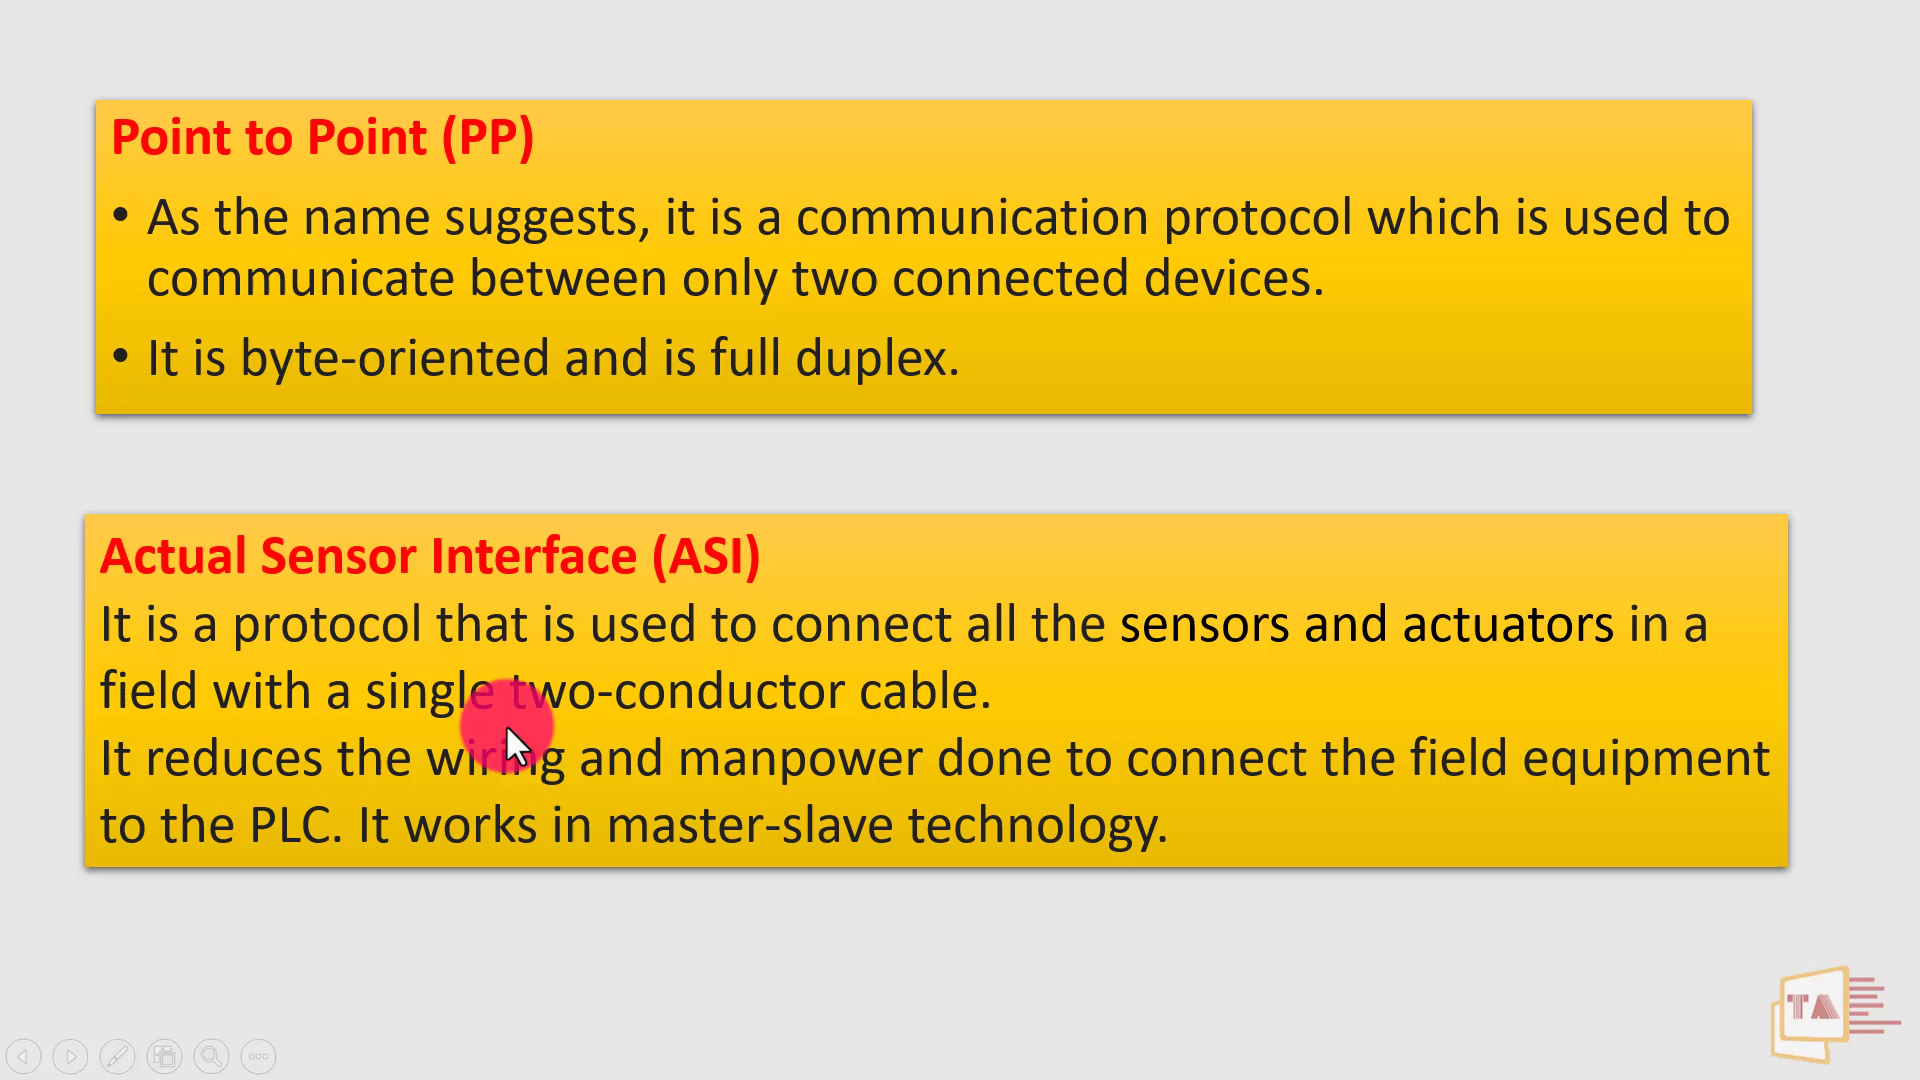 Point to Point (PP)
• As the name suggests, it is a communication protocol which is used to
communicate between only two connected devices.
• It is byte-oriented and is full duplex.
Actual Sensor Interface (ASI)
It is a protocol that is used to connect all the sensors and actuators in a
field with a single two-conductor cable.
It reduces the wiring and manpower done to connect the field equipment
to the PLC. It works in master-slave technology.
TA